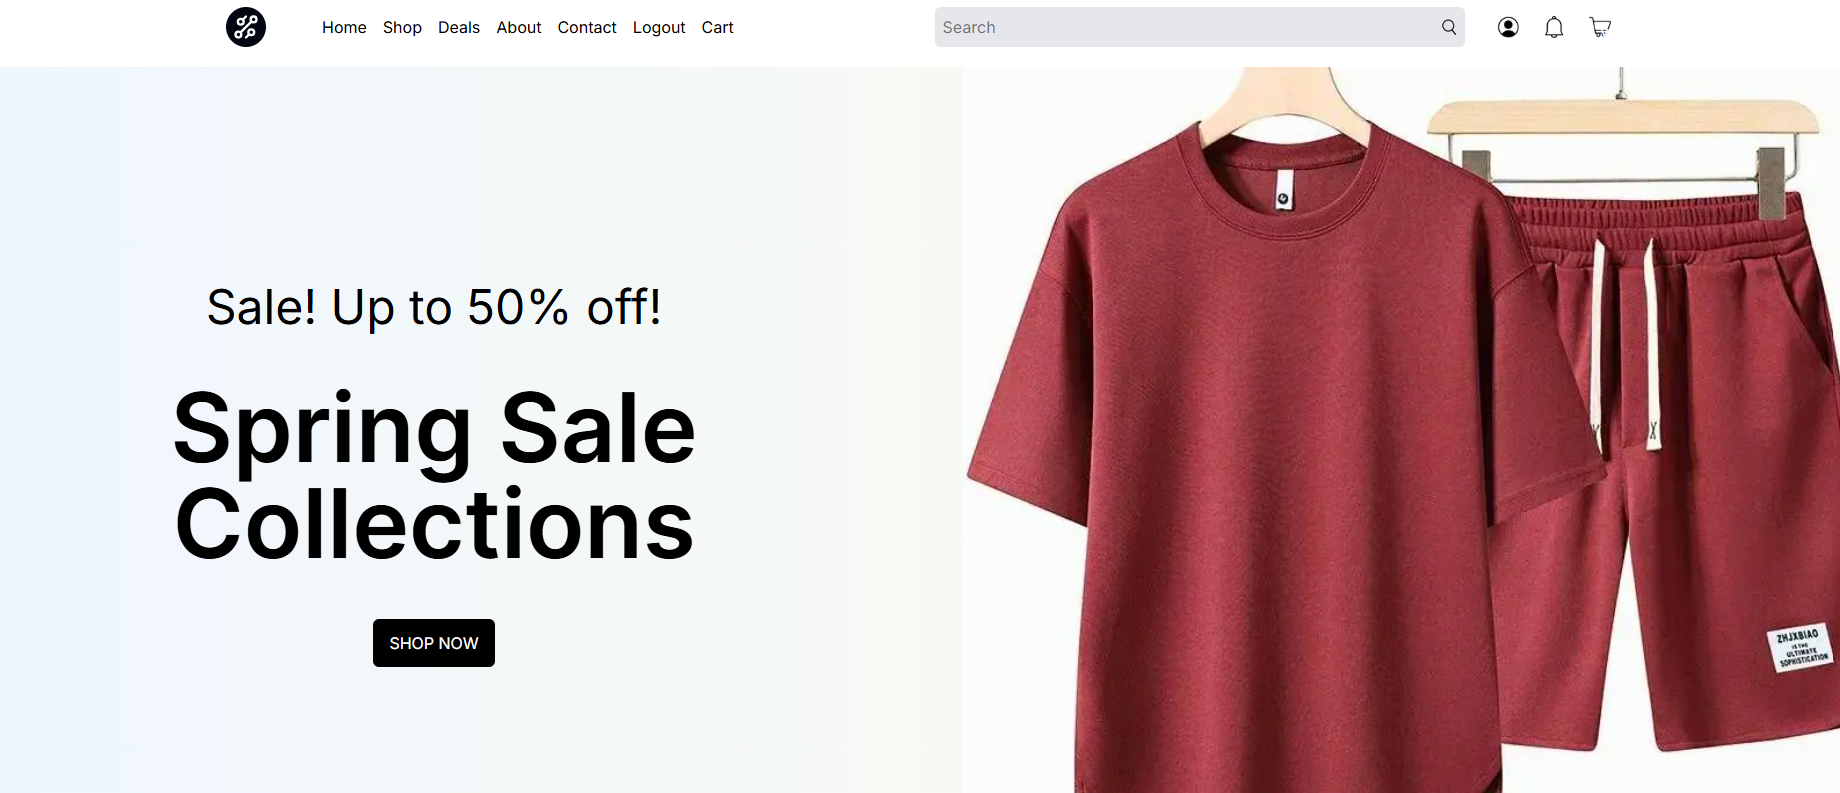 Home Shop Deals About Contact Logout Cart
Search
Sale! Up to 50% off!
Spring Sale
Collections
SHOP NOW
ZHJXBIAO
IS THE
ULTIMATE
SOPHISTICATION